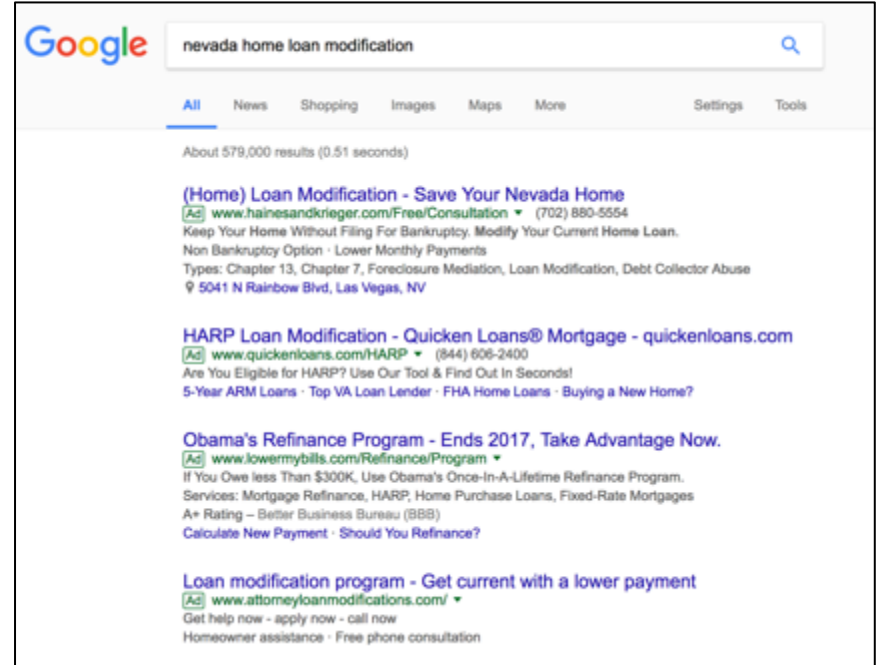 Google
nevada home loan modification
All News Shopping Images Maps More Settings Tools
About 579,000 results (0.51 seconds)
(Home) Loan Modification - Save Your Nevada Home
Ad www.hainesandkrieger.com/Free/Consultation (702) 880-5554
Keep Your Home Without Filing For Bankruptcy. Modify Your Current Home Loan.
Non Bankruptcy Option · Lower Monthly Payments
Types: Chapter 13, Chapter 7, Foreclosure Mediation, Loan Modification, Debt Collector Abuse
5041 N Rainbow Blvd, Las Vegas, NV
HARP Loan Modification - Quicken Loans® Mortgage - quickenloans.com
Ad www.quickenloans.com/HARP (844) 606-2400
Are You Eligible for HARP? Use Our Tool & Find Out In Seconds!
5-Year ARM Loans · Top VA Loan Lender · FHA Home Loans · Buying a New Home?
Obama's Refinance Program - Ends 2017, Take Advantage Now.
Ad www.lowermybills.com/Refinance/Program
If You Owe less Than $300K, Use Obama's Once-In-A-Lifetime Refinance Program.
Services: Mortgage Refinance, HARP, Home Purchase Loans, Fixed-Rate Mortgages
A+ Rating – Better Business Bureau (BBB)
Calculate New Payment · Should You Refinance?
Loan modification program - Get current with a lower payment
Ad www.attorneyloanmodifications.com/
Get help now - apply now - call now
Homeowner assistance · Free phone consultation